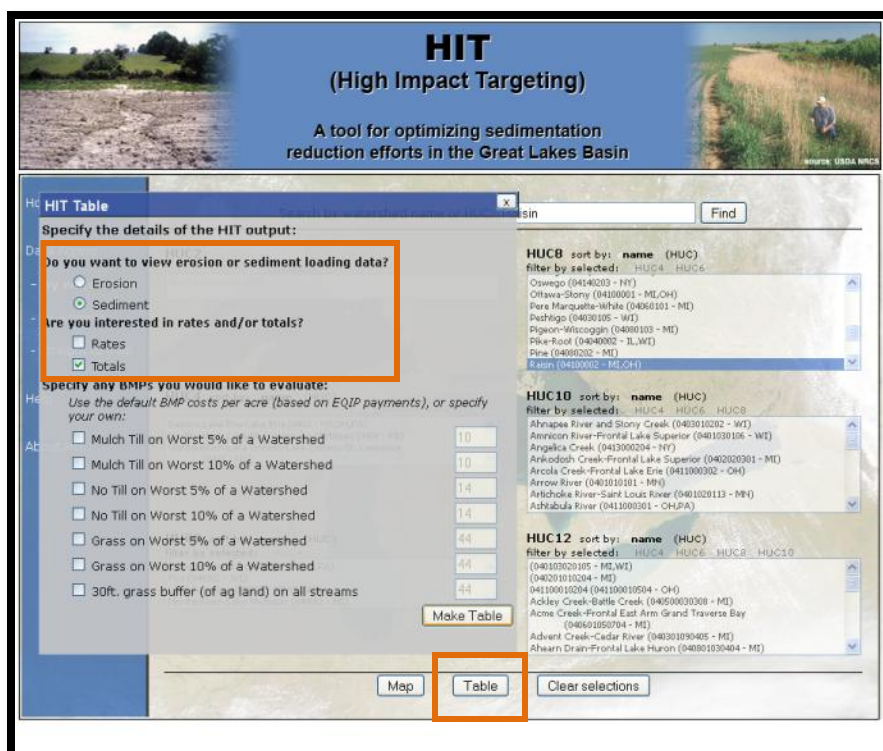 HIT
(High Impact Targeting)
A tool for optimizing sedimentation
reduction efforts in the Great Lakes Basin
source: USDA NRCS
HIT Table
x
Specify the details of the HIT output:
Do you want to view erosion or sediment loading data?
Erosion
Sediment
Are you interested in rates and/or totals?
Rates
Totals
Specify any BMPs you would like to evaluate:
Use the default BMP costs per acre (based on EQIP payments), or specify
your own:
Mulch Till on Worst 5% of a Watershed 10
Mulch Till on Worst 10% of a Watershed 10
No Till on Worst 5% of a Watershed 14
No Till on Worst 10% of a Watershed 14
Grass on Worst 5% of a Watershed 44
Grass on Worst 10% of a Watershed 44
30ft. grass buffer (of ag land) on all streams 44
Make Table
Find
HUC8 sort by: name (HUC)
filter by selected: HUC4 HUC6
Oswego (04140203 - NY)
Ottawa-Stony (04100001 - MI,OH)
Pere Marquette-White (04060101 - MI)
Peshtigo (04030105 - WI)
Pigeon-Wiscoggin (04080103 - MI)
Pike-Root (04040002 - IL,WI)
Pine (04080202 - MI)
Raisin (04100002 - MI,OH)
HUC10 sort by: name (HUC)
filter by selected: HUC4 HUC6 HUC8
Ahnapee River and Stony Creek (0403010202 - WI)
Amnicon River-Frontal Lake Superior (0401030106 - WI)
Angelica Creek (0413000204 - NY)
Ankodosh Creek-Frontal Lake Superior (0402020301 - MI)
Arcola Creek-Frontal Lake Erie (0411000302 - OH)
Arrow River (0401010101 - MN)
Artichoke River-Saint Louis River (0401020113 - MN)
Ashtabula River (0411000301 - OH,PA)
HUC12 sort by: name (HUC)
filter by selected: HUC4 HUC6 HUC8 HUC10
(040103020105 - MI,WI)
(040201010204 - MI)
041100010204 (041100010504 - OH)
Ackley Creek-Battle Creek (040500030308 - MI)
Acme Creek-Frontal East Arm Grand Traverse Bay
(040601050704 - MI)
Advent Creek-Cedar River (040301090405 - MI)
Ahearn Drain-Frontal Lake Huron (040801030404 - MI)
Map
Table
Clear selections